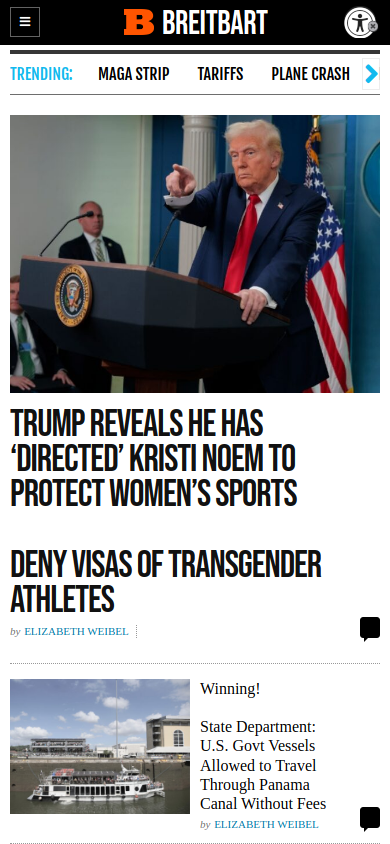 BREITBART
TRENDING:
MAGA STRIP
TARIFFS
PLANE CRASH
TRUMP REVEALS HE HAS
‘DIRECTED’ KRISTI NOEM TO
PROTECT WOMEN’S SPORTS
DENY VISAS OF TRANSGENDER
ATHLETES
by ELIZABETH WEIBEL
Winning!
State Department:
U.S. Govt Vessels
Allowed to Travel
Through Panama
Canal Without Fees
by ELIZABETH WEIBEL